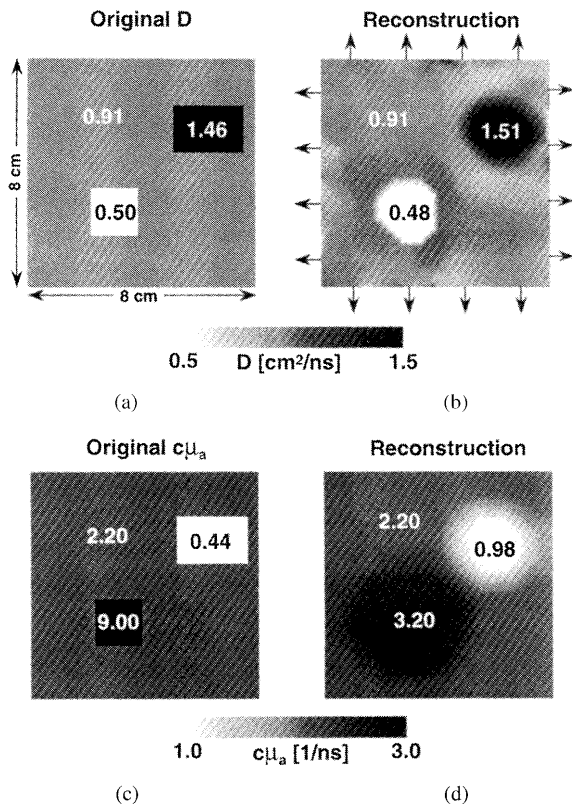 Original D
Reconstruction
0.91
1.46
0.50
8 cm
8 cm
0.91
1.51
0.48
0.5
D [cm²/ns]
1.5
(a)
(b)
Original cμₐ
Reconstruction
2.20
0.44
9.00
2.20
0.98
3.20
1.0
cμₐ [1/ns]
3.0
(c)
(d)